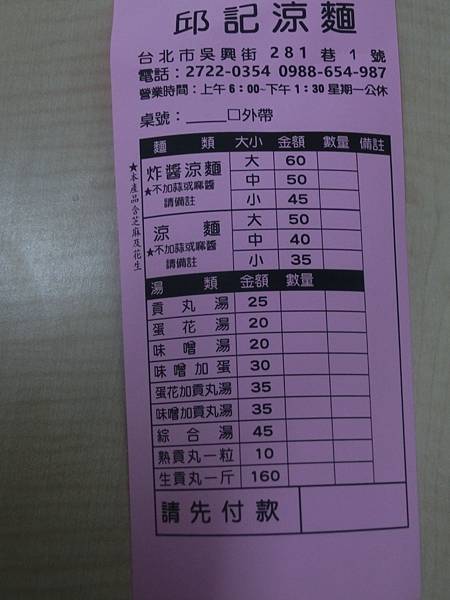 邱記涼麵
台北市吳興街281巷1號
電話：2722-0354 0988-654-987
營業時間：上午6：00~下午1：30 星期一公休
桌號：_____□外帶
★本產品含芝麻及花生
麵類 大小 金額 數量 備註
炸醬涼麵 大 60
★不加蒜或麻醬 中 50
請備註 小 45
涼麵 大 50
★不加蒜或麻醬 中 40
請備註 小 35
湯類 金額 數量
貢丸湯 25
蛋花湯 20
味噌湯 20
味噌加蛋 30
蛋花加貢丸湯 35
味噌加貢丸湯 35
綜合湯 45
熟貢丸一粒 10
生貢丸一斤 160
請先付款